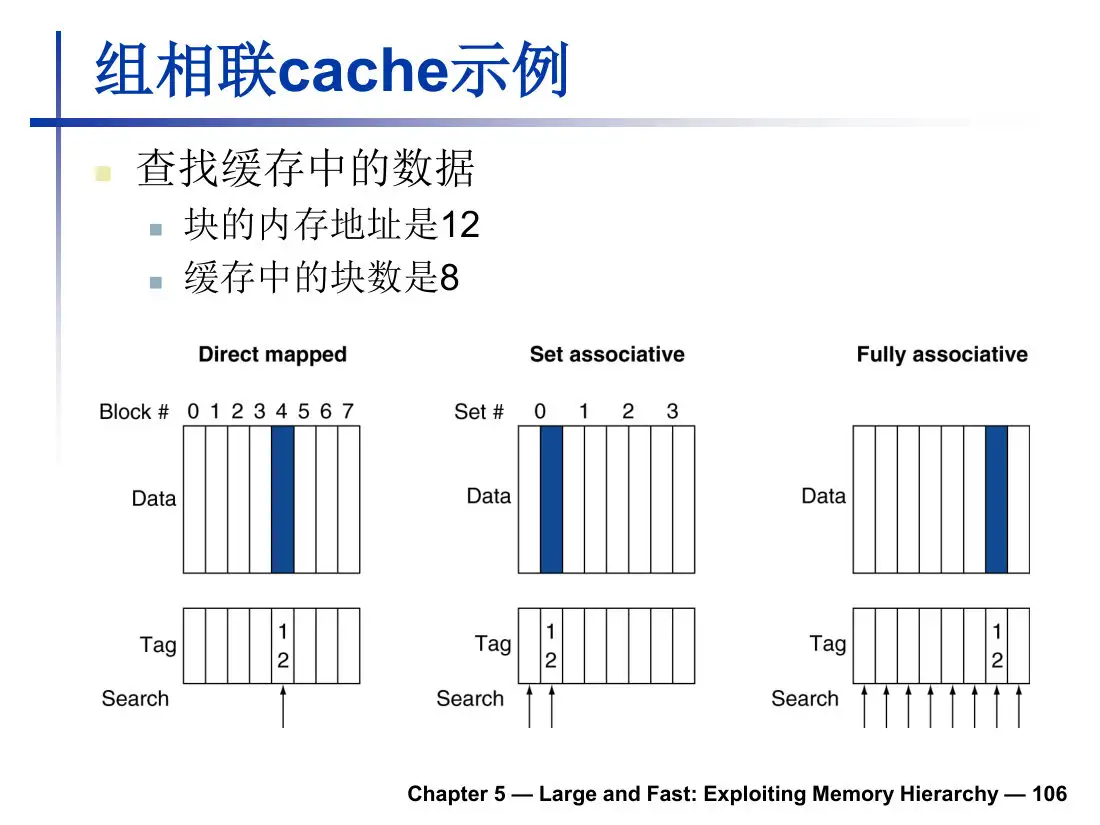 组相联cache示例
查找缓存中的数据
块的内存地址是12
缓存中的块数是8
Direct mapped
Block # 0 1 2 3 4 5 6 7
Data
Tag
1
2
Search
Set associative
Set # 0 1 2 3
Data
Tag
1
2
Search
Fully associative
Data
Tag
1
2
Search
Chapter 5 — Large and Fast: Exploiting Memory Hierarchy — 106